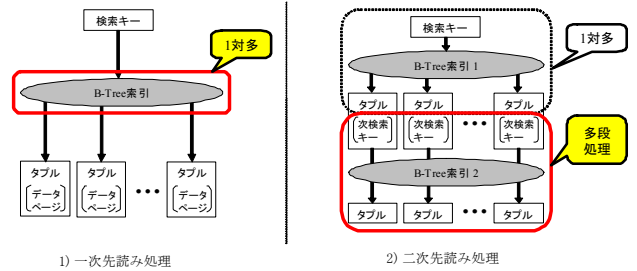 検索キー
1対多
B-Tree索引
タプル タプル タプル
データ データ ・・・ データ
ページ ページ ページ
1) 一次先読み処理
検索キー
1対多
B-Tree索引 1
タプル タプル タプル
次検索 次検索 ・・・ 次検索
キー キー キー
多段
処理
B-Tree索引 2
タプル タプル ・・・ タプル
2) 二次先読み処理